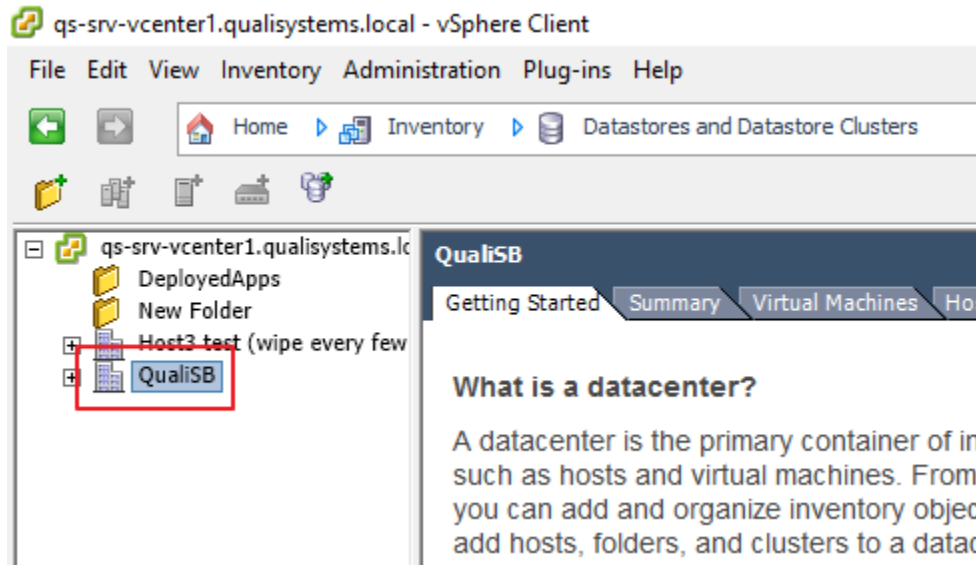 qs-srv-vcenter1.qualisystems.local - vSphere Client
File Edit View Inventory Administration Plug-ins Help
Home Inventory Datastores and Datastore Clusters
qs-srv-vcenter1.qualisystems.lo
DeployedApps
New Folder
Host3 test (wipe every few
QualiSB
QualiSB
Getting Started Summary Virtual Machines Ho
What is a datacenter?
A datacenter is the primary container of in
such as hosts and virtual machines. From
you can add and organize inventory objec
add hosts, folders, and clusters to a datac